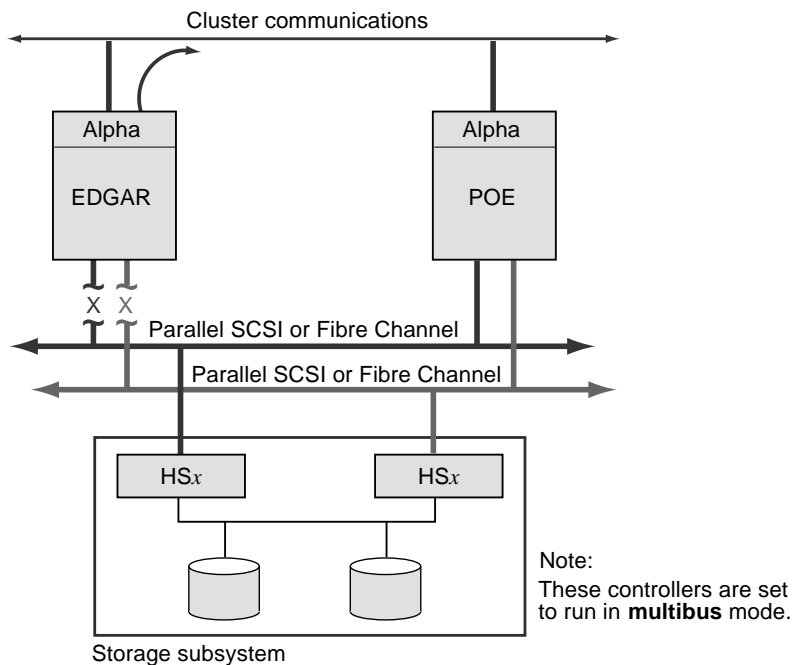 Cluster communications
Alpha
Alpha
EDGAR
POE
X X
Parallel SCSI or Fibre Channel
Parallel SCSI or Fibre Channel
HSx
HSx
Note:
These controllers are set
to run in multibus mode.
Storage subsystem